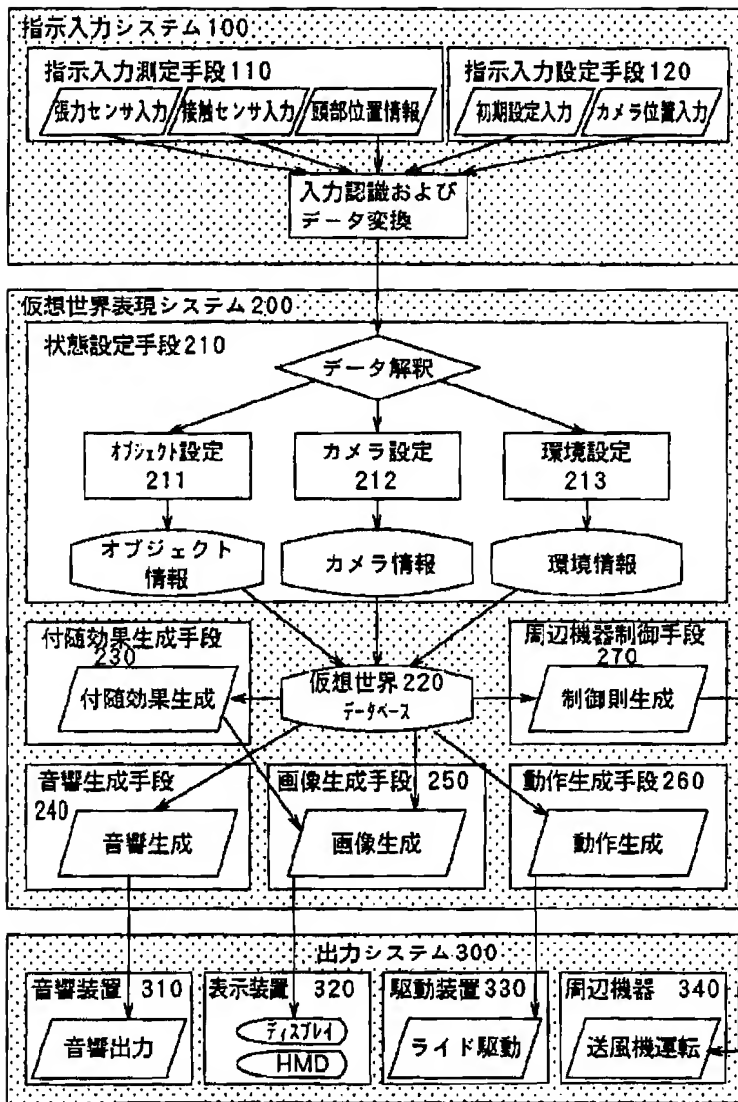 指示入力システム100
指示入力測定手段110
指示入力設定手段120
張力センサ入力
接触センサ入力
頭部位置情報
初期設定入力
カメラ位置入力
入力認識および
データ変換
仮想世界表現システム200
状態設定手段210
データ解釈
オブジェクト設定
211
カメラ設定
212
環境設定
213
オブジェクト
情報
カメラ情報
環境情報
付随効果生成手段
230
付随効果生成
仮想世界220
データベース
周辺機器制御手段
270
制御則生成
音響生成手段
240
音響生成
画像生成手段 250
画像生成
動作生成手段260
動作生成
出力システム300
音響装置 310
音響出力
表示装置 320
ディスプレイ
HMD
駆動装置330
ライド駆動
周辺機器 340
送風機運転